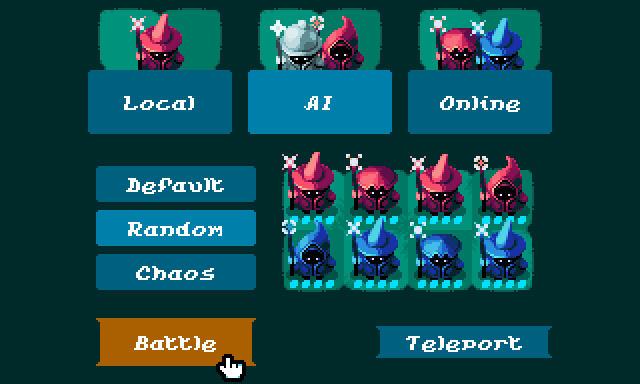 Local
AI
Online
Default
Random
Chaos
Battle
Teleport